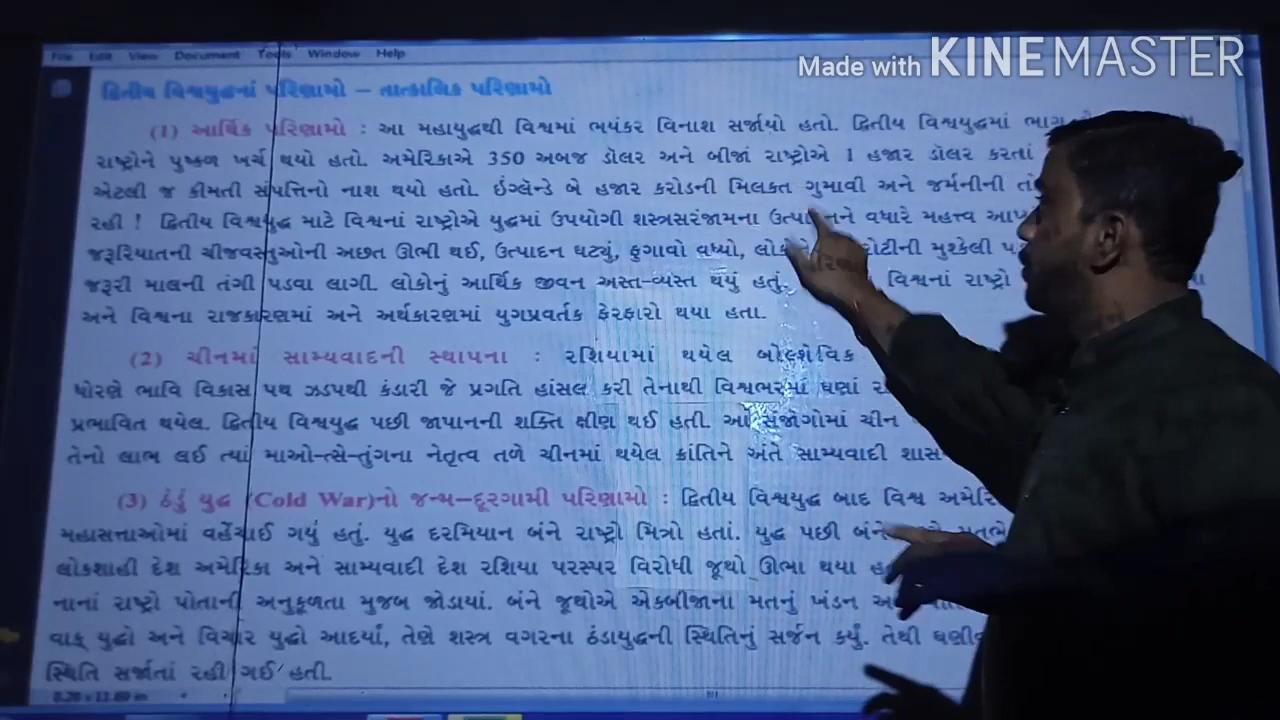 Made with KINEMASTER
File Edit View Document Tools Window Help
દ્વિતીય વિશ્વયુદ્ધનાં પરિણામો – તાત્કાલિક પરિણામો
(1) આર્થિક પરિણામો : આ મહાયુદ્ધથી વિશ્વમાં ભયંકર વિનાશ સર્જાયો હતો. દ્વિતીય વિશ્વયુદ્ધમાં
રાષ્ટ્રોને પુષ્કળ ખર્ચ થયો હતો. અમેરિકાએ 350 અબજ ડૉલર અને બીજાં રાષ્ટ્રોએ 1 હજાર ડૉલર કરતાં
એટલી જ કીમતી સંપત્તિનો નાશ થયો હતો. ઇંગ્લૅન્ડે બે હજાર કરોડની મિલકત ગુમાવી અને જર્મનીની
રહી ! દ્વિતીય વિશ્વયુદ્ધ માટે વિશ્વનાં રાષ્ટ્રોએ યુદ્ધમાં ઉપયોગી શસ્ત્રસરંજામના વધારે મહત્ત્વ
જરૂરિયાતની ચીજવસ્તુઓની અછત ઊભી થઈ, ઉત્પાદન ઘટ્યું, ફુગાવો વધ્યો, મુશ્કેલી
જરૂરી માલની તંગી પડવા લાગી. લોકોનું આર્થિક જીવન અસ્ત-વ્યસ્ત થયું હતું. વિશ્વનાં રાષ્ટ્રો
અને વિશ્વના રાજકારણમાં અને અર્થકારણમાં યુગપ્રવર્તક ફેરફારો થયા હતા.
(2) ચીનમાં સામ્યવાદની સ્થાપના : રશિયામાં થયેલ બોલ્શેવિક
ધોરણે ભાવિ વિકાસ પથ ઝડપથી કંડારી જે પ્રગતિ હાંસલ કરી તેનાથી વિશ્વભરમાં ઘણાં
પ્રભાવિત થયેલ. દ્વિતીય વિશ્વયુદ્ધ પછી જાપાનની શક્તિ ક્ષીણ થઈ હતી. આ સંજોગોમાં ચીન
તેનો લાભ લઈ ત્યાં માઓ-ત્સે-તુંગના નેતૃત્વ તળે ચીનમાં થયેલ ક્રાંતિને અંતે સામ્યવાદી
(3) ઠંડું યુદ્ધ (Cold War)નો જન્મ–દૂરગામી પરિણામો : દ્વિતીય વિશ્વયુદ્ધ બાદ વિશ્વ
મહાસત્તાઓમાં વહેંચાઈ ગયું હતું. યુદ્ધ દરમિયાન બંને રાષ્ટ્રો મિત્રો હતાં. યુદ્ધ પછી બંને
લોકશાહી દેશ અમેરિકા અને સામ્યવાદી દેશ રશિયા પરસ્પર વિરોધી જૂથો ઊભા થયા
નાનાં રાષ્ટ્રો પોતાની અનુકૂળતા મુજબ જોડાયાં. બંને જૂથોએ એકબીજાના મતનું ખંડન
વાક્ યુદ્ધો અને વિચાર યુદ્ધો આદર્યાં, તેણે શસ્ત્ર વગરના ઠંડાયુદ્ધની સ્થિતિનું સર્જન કર્યું. તેથી
સ્થિતિ સર્જાતાં રહી ગઈ હતી.